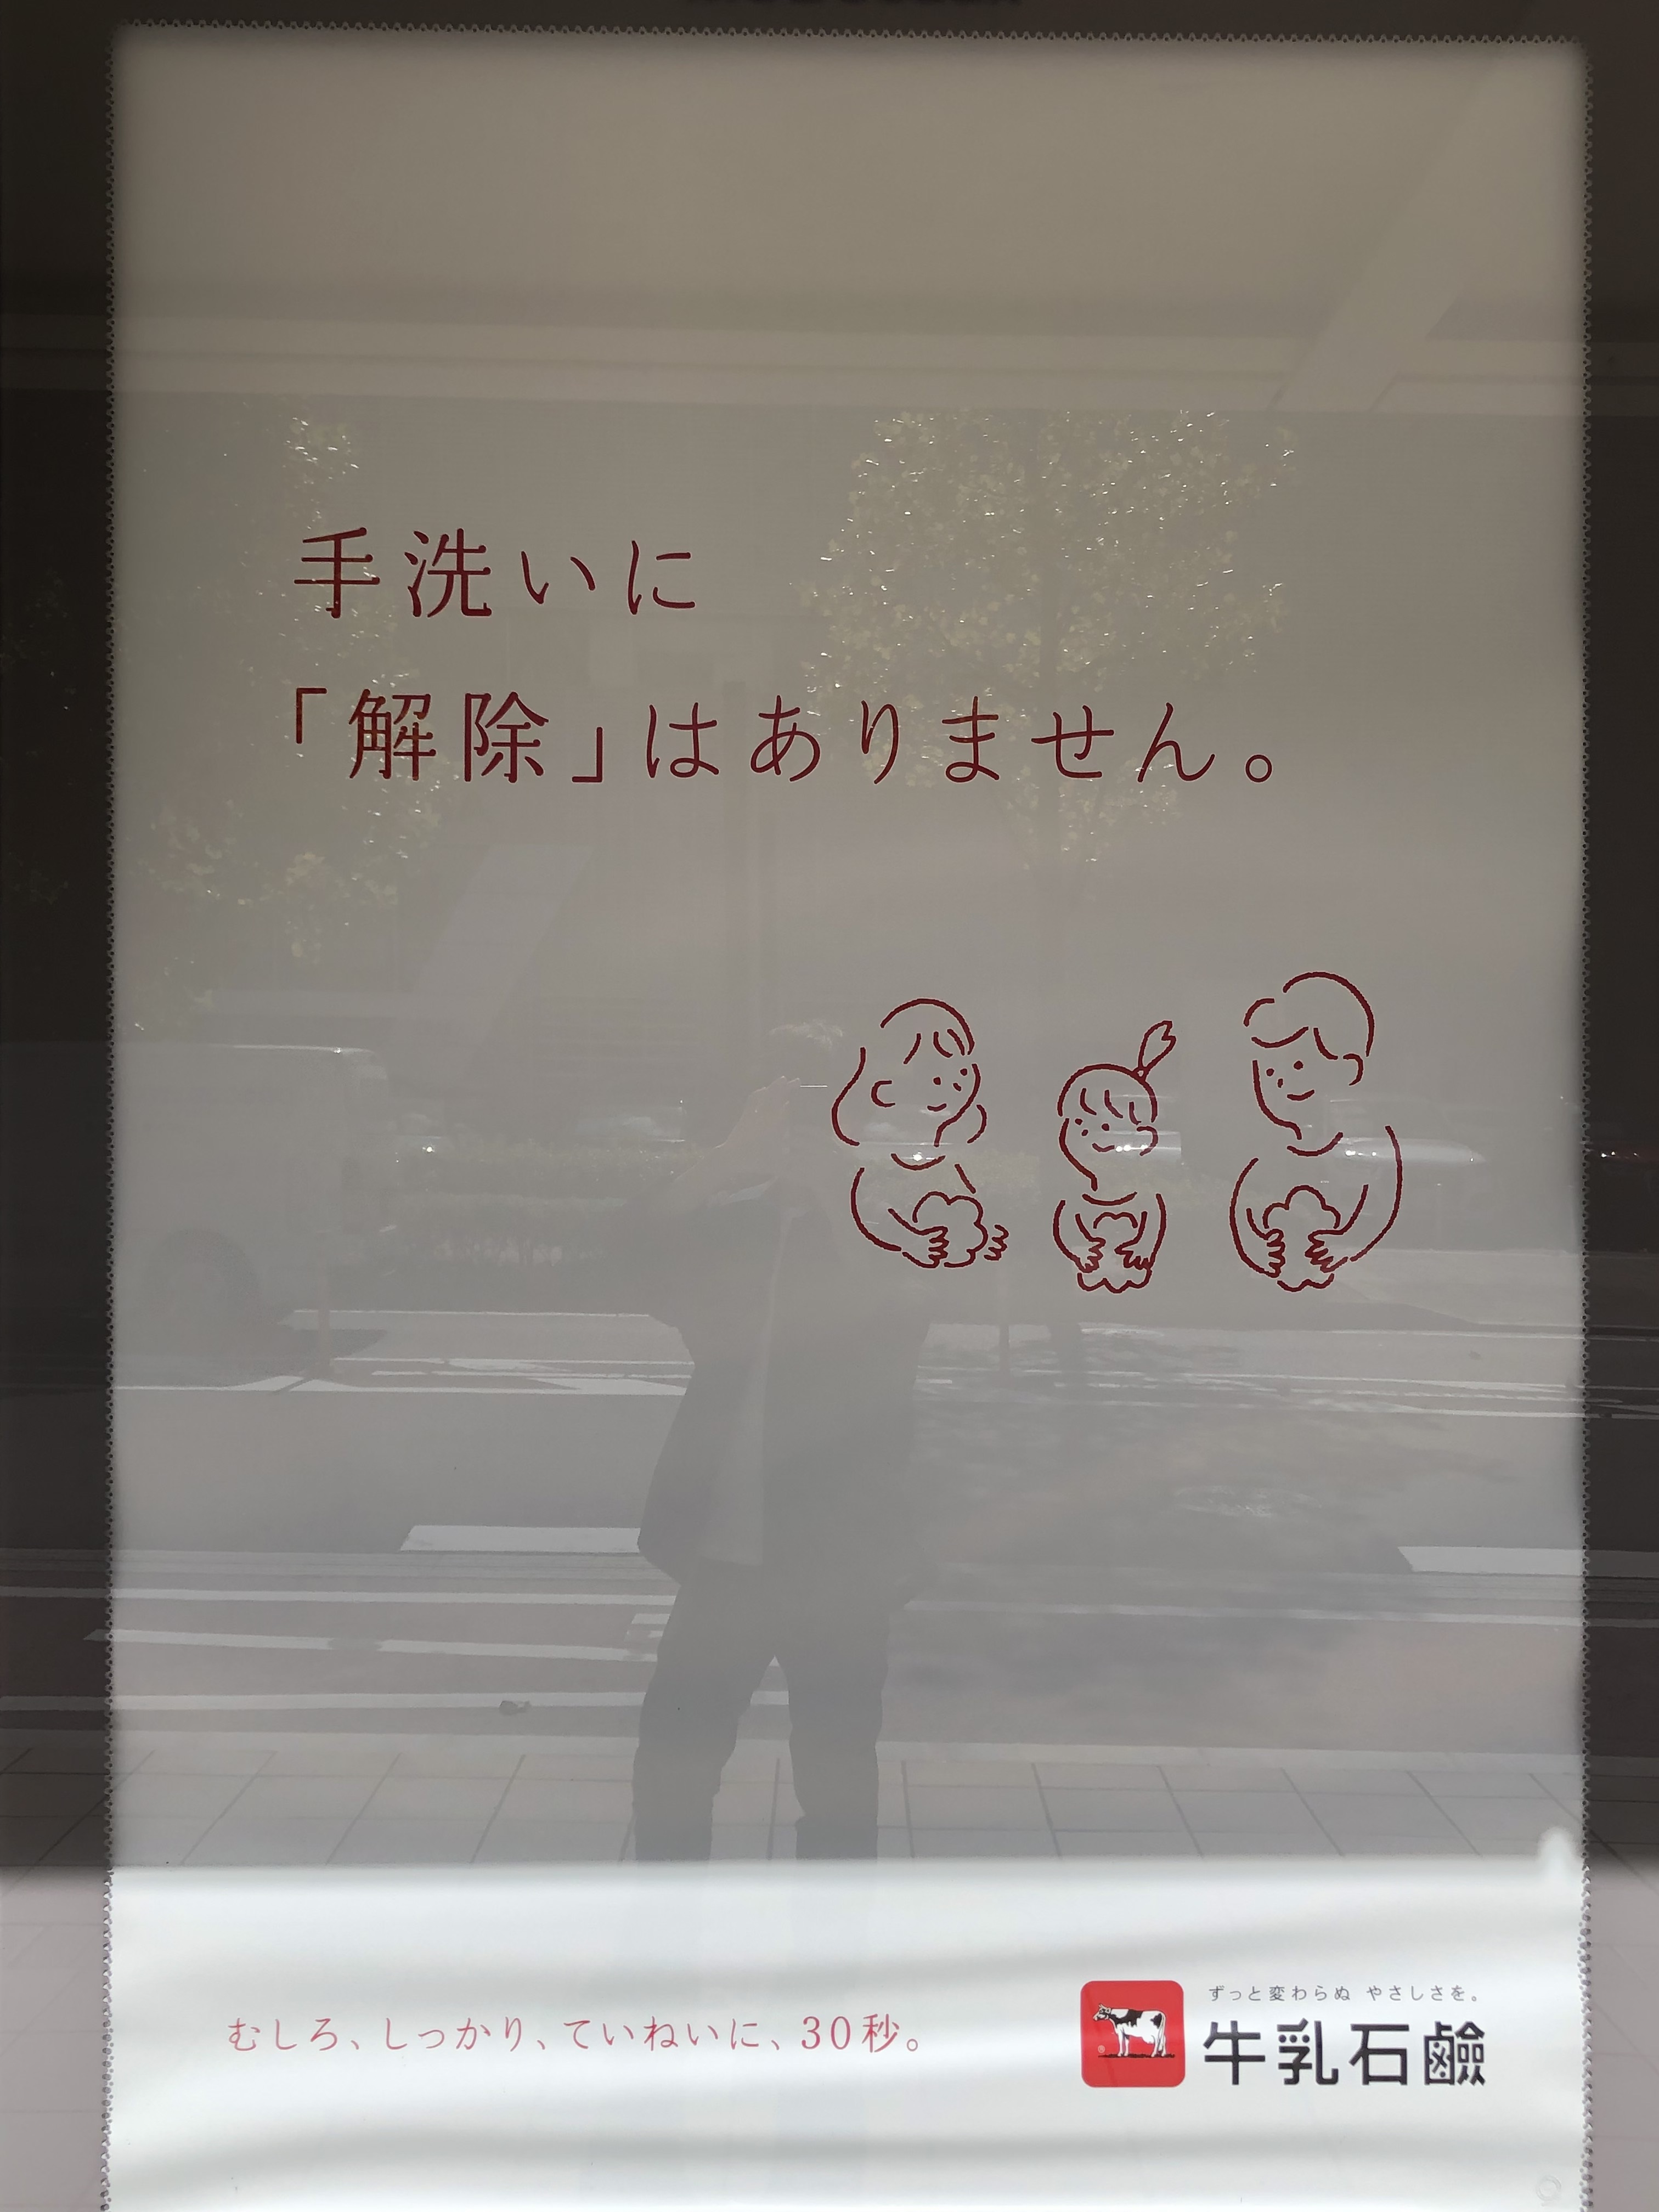 手洗いに
「解除」はありません。
むしろ、しっかり、ていねいに、30秒。
ずっと変わらぬ やさしさを。
牛乳石鹼